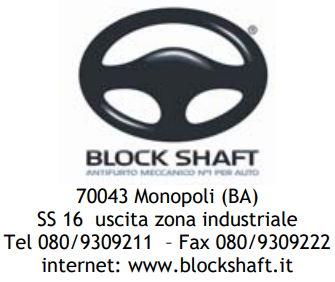 ®
BLOCK SHAFT
ANTIFURTO MECCANICO N°1 PER AUTO
70043 Monopoli (BA)
SS 16 uscita zona industriale
Tel 080/9309211 – Fax 080/9309222
internet: www.blockshaft.it